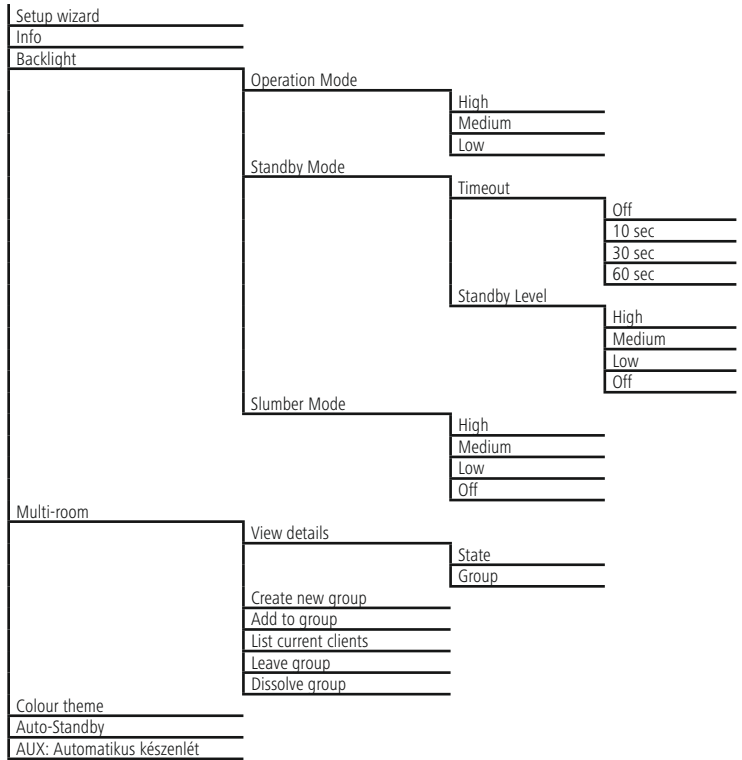 Setup wizard
Info
Backlight
Operation Mode
High
Medium
Low
Standby Mode
Timeout
Off
10 sec
30 sec
60 sec
Standby Level
High
Medium
Low
Off
Slumber Mode
High
Medium
Low
Off
Multi-room
View details
State
Group
Create new group
Add to group
List current clients
Leave group
Dissolve group
Colour theme
Auto-Standby
AUX: Automatikus készenlét